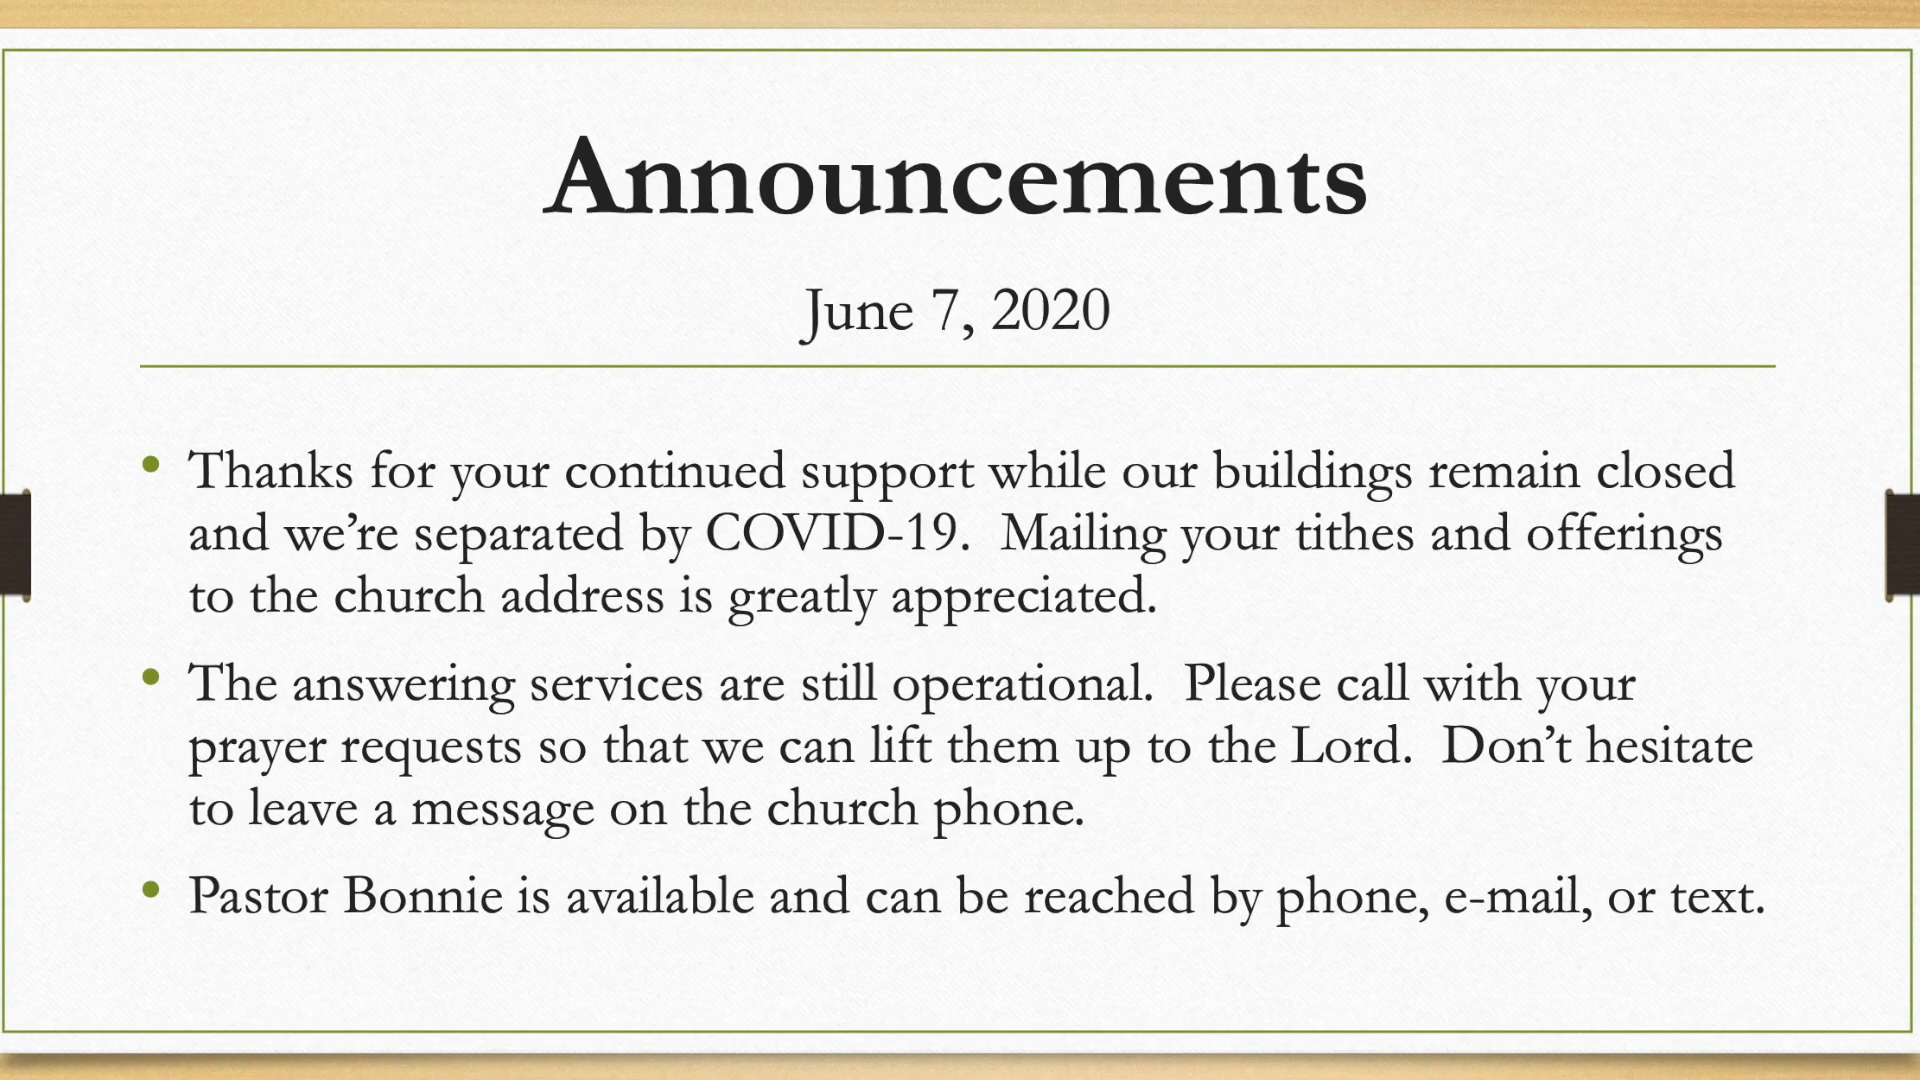 Announcements
June 7, 2020
• Thanks for your continued support while our buildings remain closed
and we’re separated by COVID-19.  Mailing your tithes and offerings
to the church address is greatly appreciated.
• The answering services are still operational.  Please call with your
prayer requests so that we can lift them up to the Lord.  Don’t hesitate
to leave a message on the church phone.
• Pastor Bonnie is available and can be reached by phone, e-mail, or text.